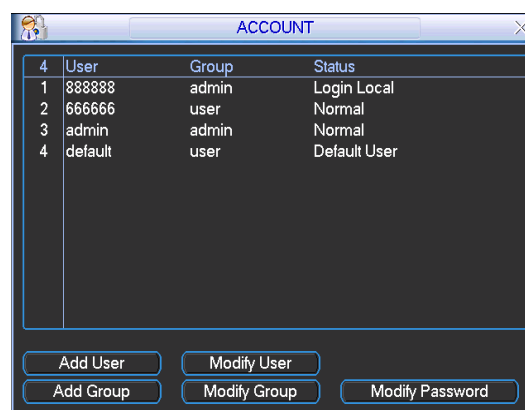 ACCOUNT
4 User Group Status
1 888888 admin Login Local
2 666666 user Normal
3 admin admin Normal
4 default user Default User
Add User Modify User
Add Group Modify Group Modify Password